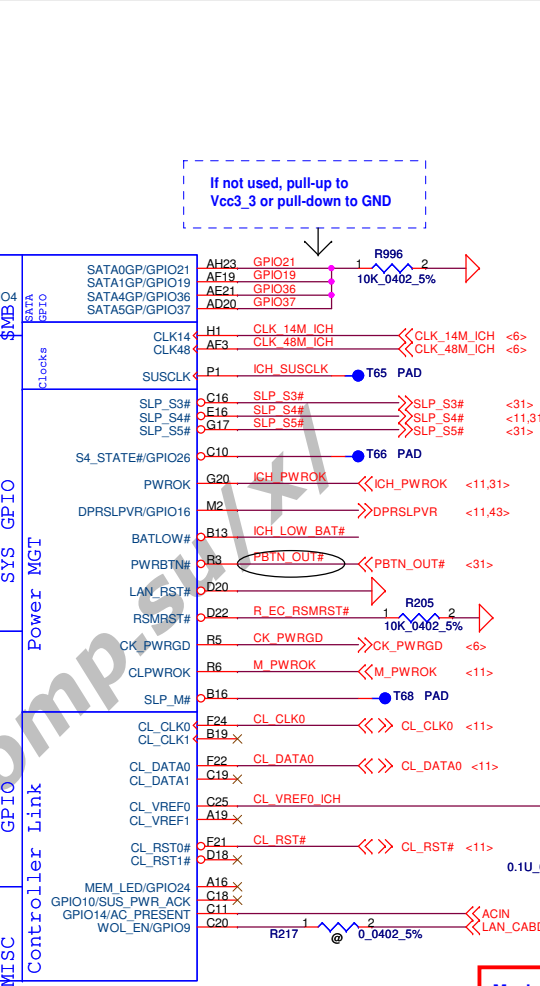 If not used, pull-up to
Vcc3_3 or pull-down to GND
R996
SATA0GP/GPIO21 AH23 GPIO21 1 2
SATA1GP/GPIO19 AF19 GPIO19 10K_0402_5%
SATA4GP/GPIO36 AE21 GPIO36
SATA5GP/GPIO37 AD20 GPIO37
O4
SMB
SATA
GPIO
CLK14 H1 CLK_14M_ICH CLK_14M_ICH <6>
CLK48 AF3 CLK_48M_ICH CLK_48M_ICH <6>
Clocks
SUSCLK P1 ICH_SUSCLK T65 PAD
SLP_S3# C16 SLP_S3# SLP_S3# <31>
SLP_S4# E16 SLP_S4# SLP_S4# <11,31
SLP_S5# G17 SLP_S5# SLP_S5# <31>
S4_STATE#/GPIO26 C10 T66 PAD
PWROK G20 ICH_PWROK ICH_PWROK <11,31>
DPRSLPVR/GPIO16 M2 DPRSLPVR <11,43>
BATLOW# B13 ICH_LOW_BAT#
PWRBTN# R3 PBTN_OUT# PBTN_OUT# <31>
LAN_RST# D20
R205
RSMRST# D22 R_EC_RSMRST# 1 2
10K_0402_5%
CK_PWRGD R5 CK_PWRGD CK_PWRGD <6>
CLPWROK R6 M_PWROK M_PWROK <11>
SLP_M# B16 T68 PAD
SYS GPIO
Power MGT
CL_CLK0 F24 CL_CLK0 CL_CLK0 <11>
CL_CLK1 B19
CL_DATA0 F22 CL_DATA0 CL_DATA0 <11>
CL_DATA1 C19
CL_VREF0 C25 CL_VREF0_ICH
CL_VREF1 A19
CL_RST0# F21 CL_RST# CL_RST# <11>
CL_RST1# D18
0.1U_
MEM_LED/GPIO24 A16
GPIO10/SUS_PWR_ACK C18
GPIO14/AC_PRESENT C11 ACIN
WOL_EN/GPIO9 C20 1 2 LAN_CABD
R217 @ 0_0402_5%
GPIO
Controller Link
MISC
omp.su/x/